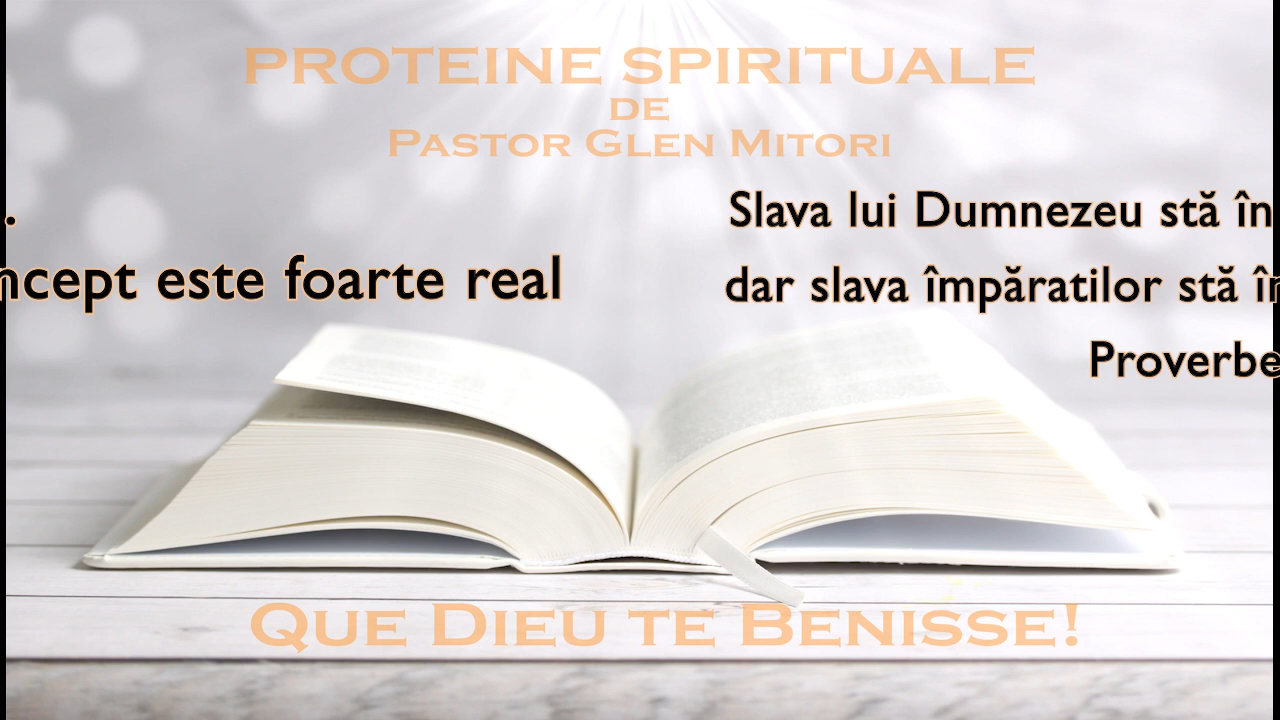 PROTEINE SPIRITUALE
DE
PASTOR GLEN MITORI
.
ncept este foarte real
Slava lui Dumnezeu stă în
dar slava împăratilor stă în
Proverbe
QUE DIEU TE BENISSE!